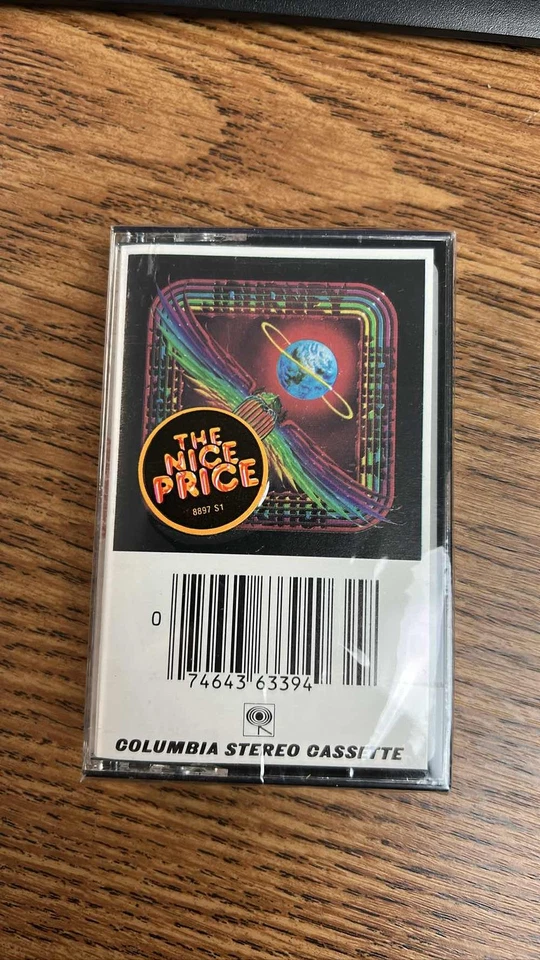 THE
NICE
PRICE
8897 S1
0
74643 63394
COLUMBIA STEREO CASSETTE